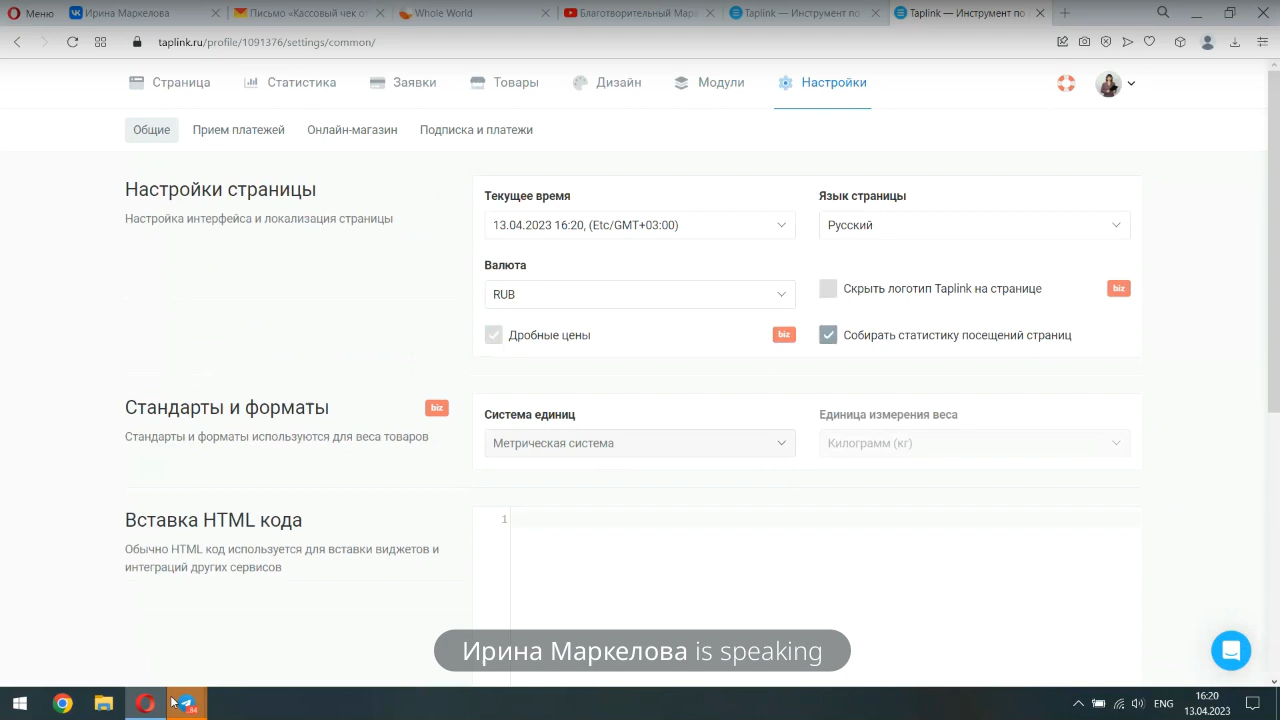 Меню
Ирина Маркелова
Письмо «Кассовый чек от
Whole World
Благотворительный Мар
Taplink — Инструмент по
Taplink — Инструмент по
taplink.ru/profile/1091376/settings/common/
Страница
Статистика
Заявки
Товары
Дизайн
Модули
Настройки
Общие
Прием платежей
Онлайн-магазин
Подписка и платежи
Настройки страницы
Настройка интерфейса и локализация страницы
Текущее время
Язык страницы
13.04.2023 16:20, (Etc/GMT+03:00)
Русский
Валюта
RUB
Скрыть логотип Taplink на странице
biz
Дробные цены
biz
Собирать статистику посещений страниц
Стандарты и форматы
biz
Стандарты и форматы используются для веса товаров
Система единиц
Единица измерения веса
Метрическая система
Килограмм (кг)
Вставка HTML кода
Обычно HTML код используется для вставки виджетов и
интеграций других сервисов
1
Ирина Маркелова is speaking
84
ENG
16:20
13.04.2023